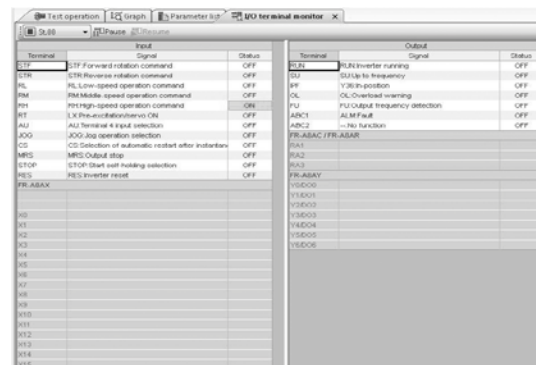 Test operation Graph Parameter list I/O terminal monitor x
St.00 Pause Resume
Input
Terminal Signal Status
STF STF:Forward rotation command OFF
STR STR:Reverse rotation command OFF
RL RL:Low-speed operation command OFF
RM RM:Middle-speed operation command OFF
RH RH:High-speed operation command ON
RT LX:Pre-excitation/servo ON OFF
AU AU:Terminal 4 input selection OFF
JOG JOG:Jog operation selection OFF
CS CS:Selection of automatic restart after instantan OFF
MRS MRS:Output stop OFF
STOP STOP:Start self-holding selection OFF
RES RES:Inverter reset OFF
FR-A8AX
X0
X1
X2
X3
X4
X5
X6
X7
X8
X9
X10
X11
X12
X13
X14
X15
Output
Terminal Signal Status
RUN RUN:Inverter running OFF
SU SU:Up to frequency OFF
IPF Y36:In-position OFF
OL OL:Overload warning OFF
FU FU:Output frequency detection OFF
ABC1 ALM:Fault OFF
ABC2 --:No function OFF
FR-A8AC / FR-A8AR
RA1
RA2
RA3
FR-A8AY
Y0/DO0
Y1/DO1
Y2/DO2
Y3/DO3
Y4/DO4
Y5/DO5
Y6/DO6